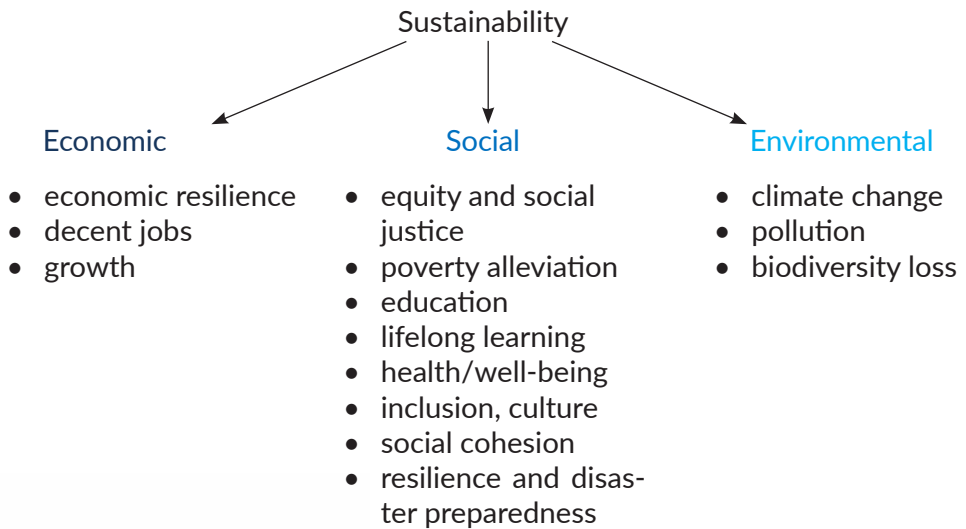 Sustainability
Economic
• economic resilience
• decent jobs
• growth
Social
• equity and social
justice
• poverty alleviation
• education
• lifelong learning
• health/well-being
• inclusion, culture
• social cohesion
• resilience and disas-
ter preparedness
Environmental
• climate change
• pollution
• biodiversity loss